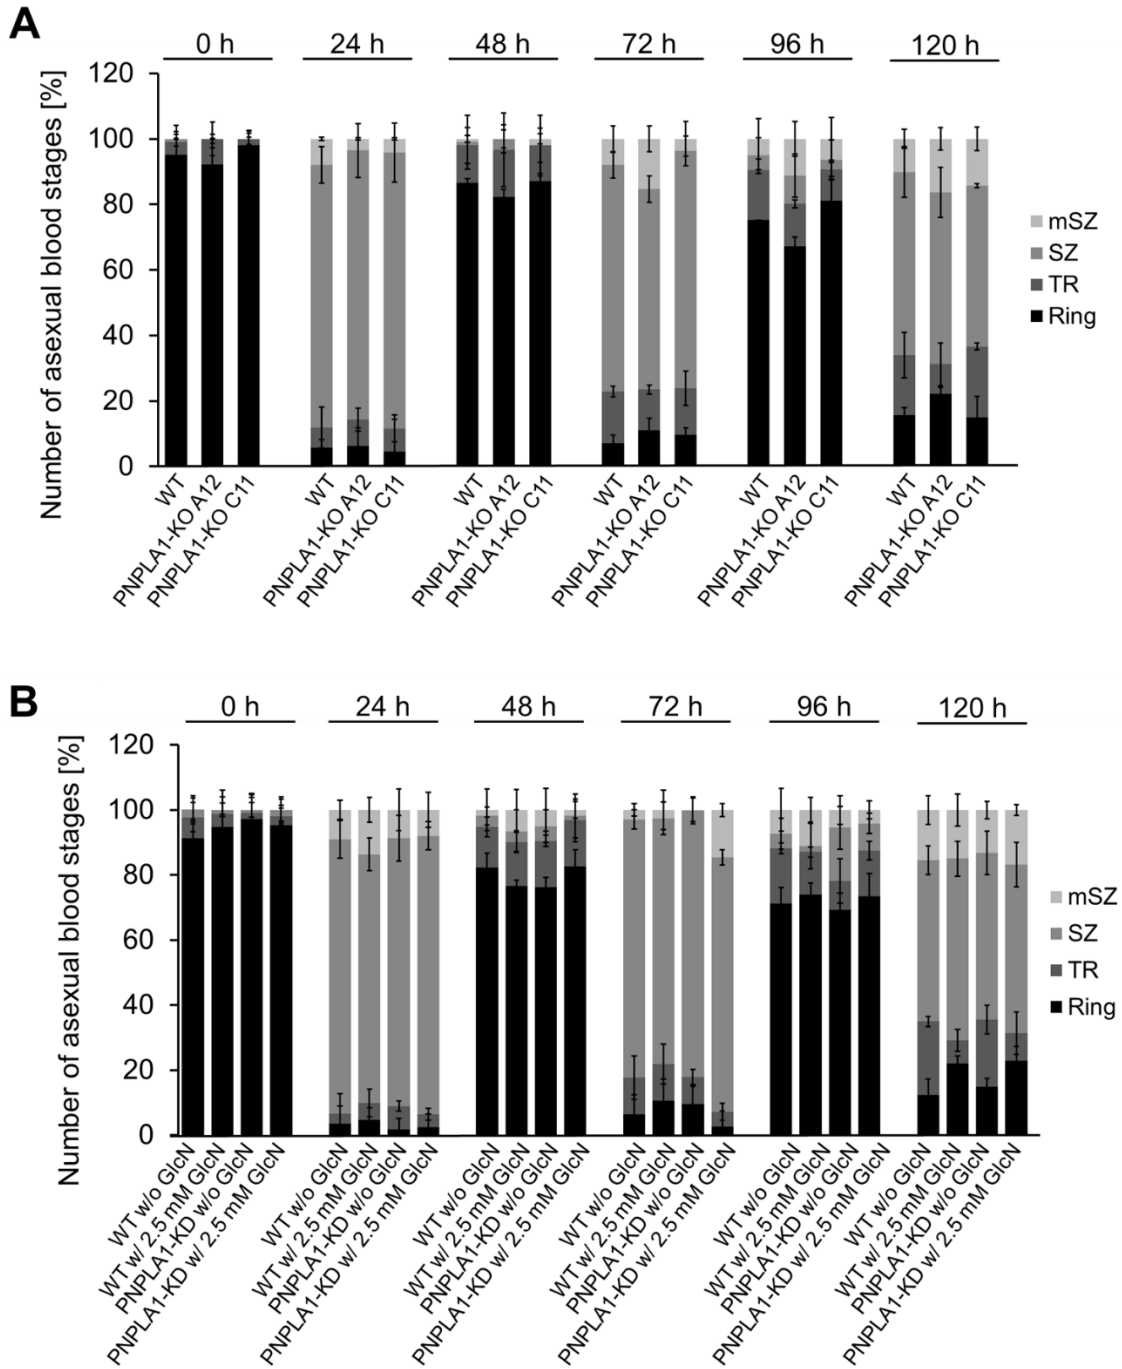 A
0 h 24 h 48 h 72 h 96 h 120 h
Number of asexual blood stages [%]
120
100
80
60
40
20
0
mSZ
SZ
TR
Ring
WT PNPLA1-KO A12 PNPLA1-KO C11
WT PNPLA1-KO A12 PNPLA1-KO C11
WT PNPLA1-KO A12 PNPLA1-KO C11
WT PNPLA1-KO A12 PNPLA1-KO C11
WT PNPLA1-KO A12 PNPLA1-KO C11
WT PNPLA1-KO A12 PNPLA1-KO C11
B
0 h 24 h 48 h 72 h 96 h 120 h
Number of asexual blood stages [%]
120
100
80
60
40
20
0
mSZ
SZ
TR
Ring
WT w/o GlcN WT w/ 2.5 mM GlcN PNPLA1-KD w/o GlcN PNPLA1-KD w/ 2.5 mM GlcN
WT w/o GlcN WT w/ 2.5 mM GlcN PNPLA1-KD w/o GlcN PNPLA1-KD w/ 2.5 mM GlcN
WT w/o GlcN WT w/ 2.5 mM GlcN PNPLA1-KD w/o GlcN PNPLA1-KD w/ 2.5 mM GlcN
WT w/o GlcN WT w/ 2.5 mM GlcN PNPLA1-KD w/o GlcN PNPLA1-KD w/ 2.5 mM GlcN
WT w/o GlcN WT w/ 2.5 mM GlcN PNPLA1-KD w/o GlcN PNPLA1-KD w/ 2.5 mM GlcN
WT w/o GlcN WT w/ 2.5 mM GlcN PNPLA1-KD w/o GlcN PNPLA1-KD w/ 2.5 mM GlcN